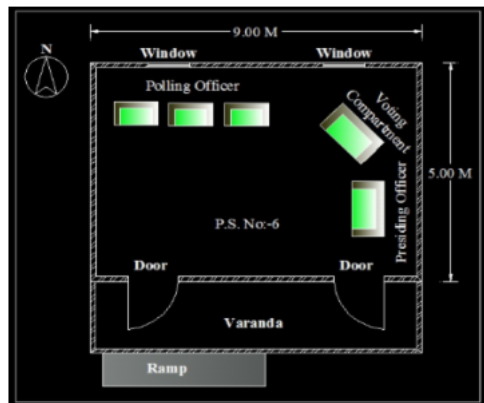 9.00 M
N
Window
Window
Polling Officer
Voting
Compartment
5.00 M
Presiding Officer
P.S. No:-6
Door
Door
Varanda
Ramp